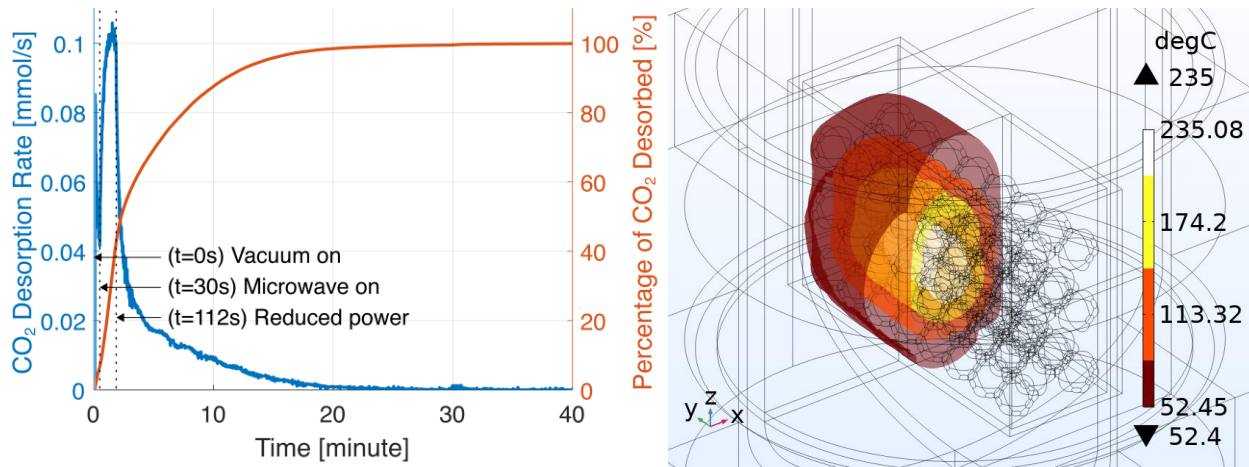 CO₂ Desorption Rate [mmol/s]
0.1
0.08
0.06
0.04
0.02
0
(t=0s) Vacuum on
(t=30s) Microwave on
(t=112s) Reduced power
0 10 20 30 40
Time [minute]
100
80
60
40
20
0
Percentage of CO₂ Desorbed [%]
degC
235
235.08
174.2
113.32
52.45
52.4
y z x